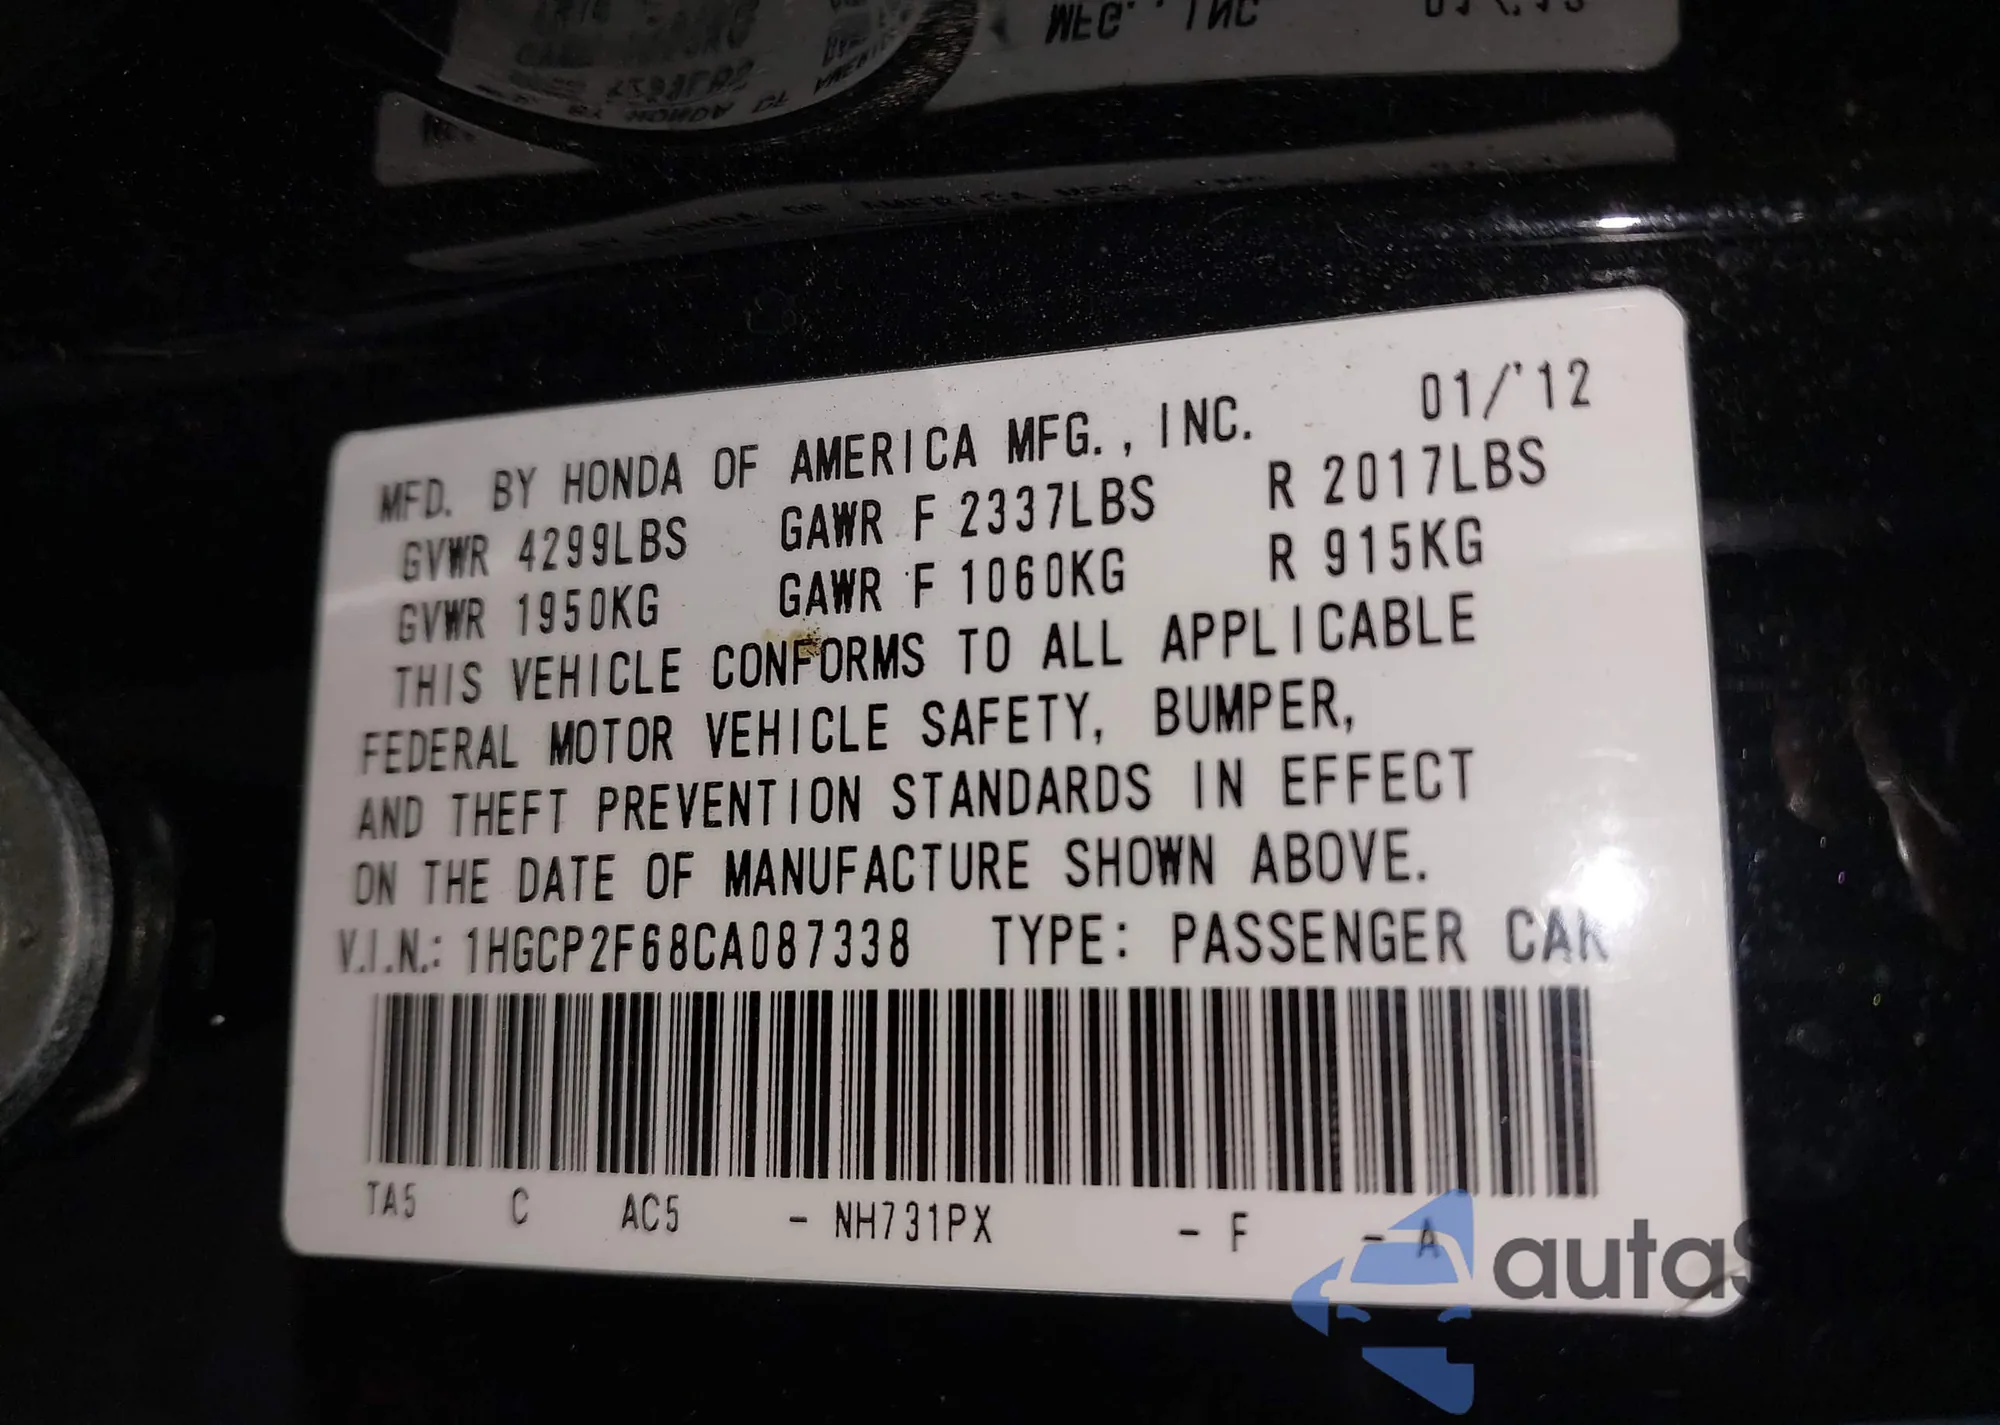 MFD. BY HONDA OF AMERICA MFG., INC. 01/'12
GVWR 4299LBS GAWR F 2337LBS R 2017LBS
GVWR 1950KG GAWR F 1060KG R 915KG
THIS VEHICLE CONFORMS TO ALL APPLICABLE
FEDERAL MOTOR VEHICLE SAFETY, BUMPER,
AND THEFT PREVENTION STANDARDS IN EFFECT
ON THE DATE OF MANUFACTURE SHOWN ABOVE.
V.I.N.: 1HGCP2F68CA087338 TYPE: PASSENGER CAR
TA5 C AC5 - NH731PX - F - A
autaS